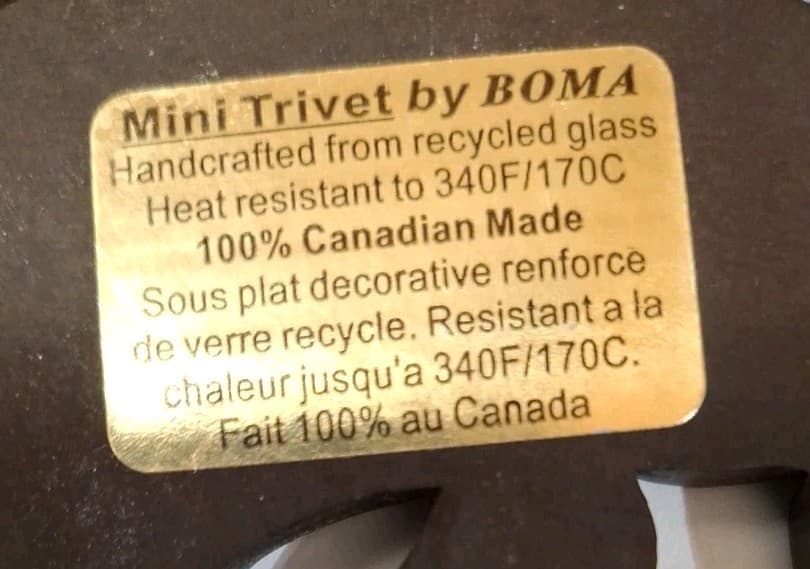 Mini Trivet by BOMA
Handcrafted from recycled glass
Heat resistant to 340F/170C
100% Canadian Made
Sous plat decorative renforcè
de verre recycle. Resistant a la
chaleur jusqu'a 340F/170C.
Fait 100% au Canada